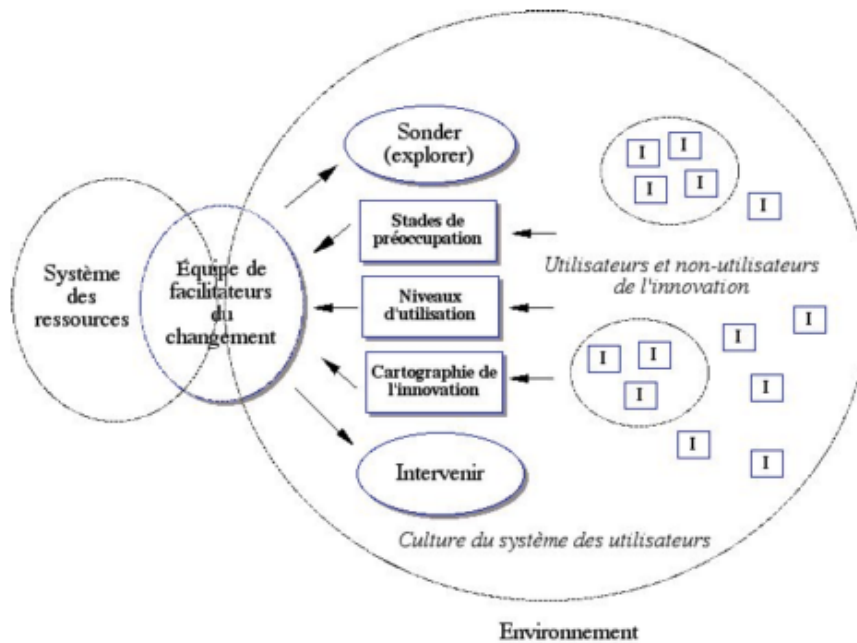 Sonder
(explorer)
I
I
I
I
I
Stades de
préoccupation
Système
des
ressources
Équipe de
facilitateurs
du
changement
Utilisateurs et non-utilisateurs
de l'innovation
Niveaux
d'utilisation
I
I
Cartographie de
l'innovation
I
I
I
I
I
I
Intervenir
Culture du système des utilisateurs
Environnement